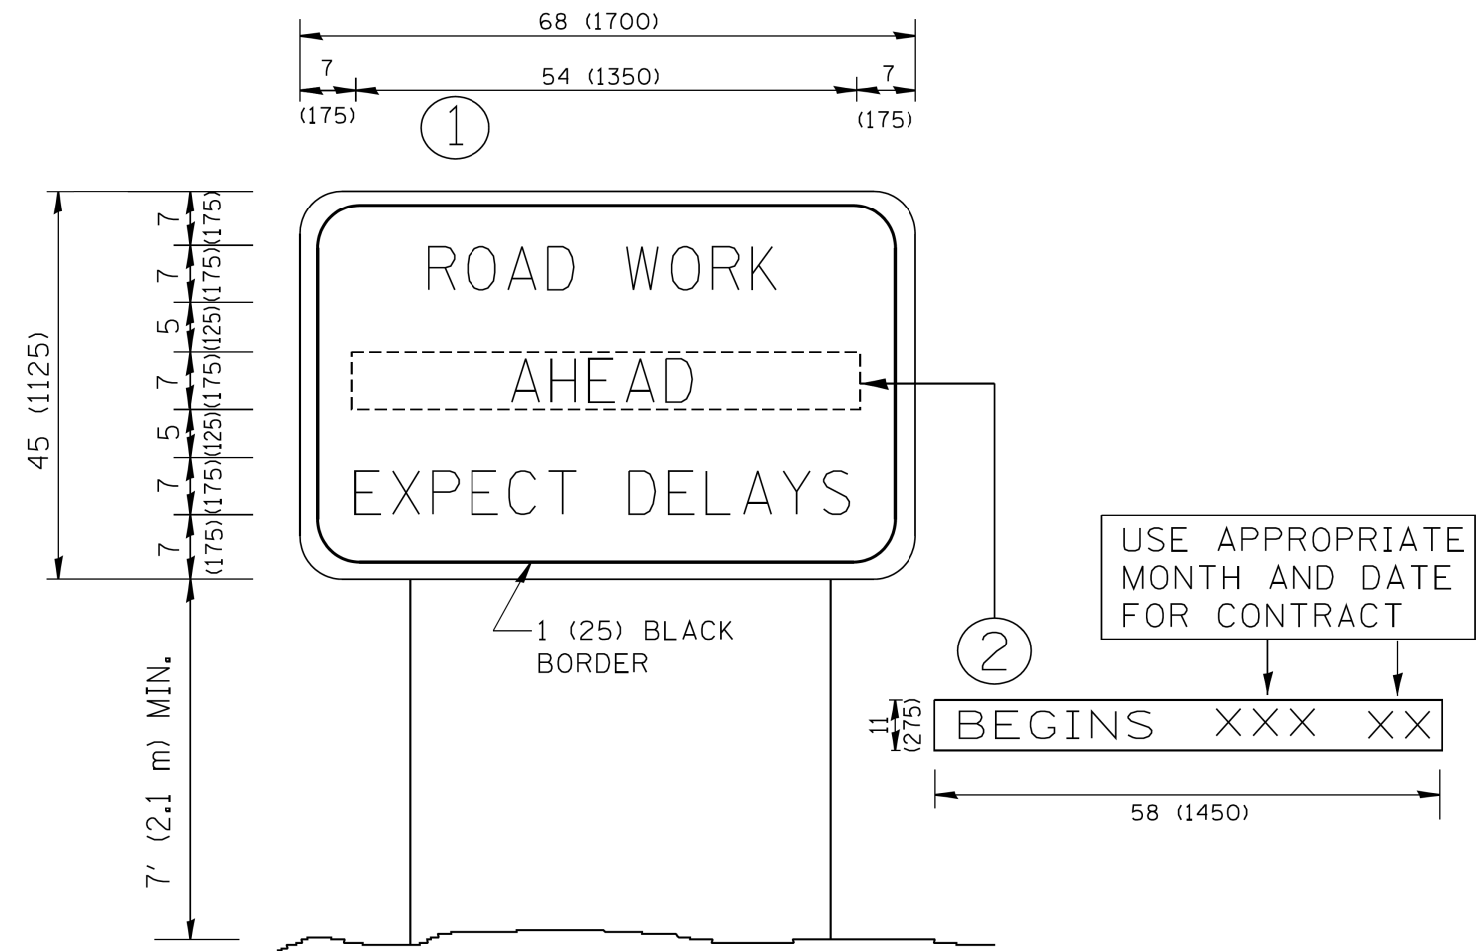 68 (1700)
7
54 (1350)
7
(175)
(175)
1
45 (1125)
7
(175)
7
(175)
5
(125)
7
(175)
5
(125)
7
(175)
7
(175)
ROAD WORK
AHEAD
EXPECT DELAYS
1 (25) BLACK
BORDER
7' (2.1 m) MIN.
USE APPROPRIATE
MONTH AND DATE
FOR CONTRACT
2
11
(275)
BEGINS XXX XX
58 (1450)